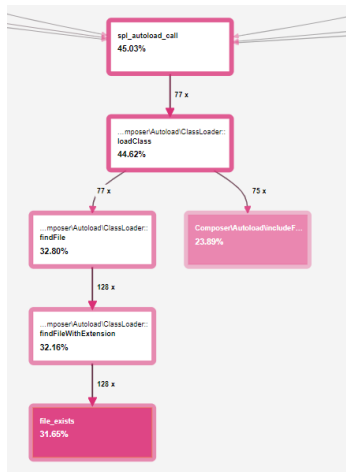 spl_autoload_call
45.03%
77 x
...mposer\Autoload\ClassLoader::
loadClass
44.62%
77 x
75 x
...mposer\Autoload\ClassLoader::
findFile
32.80%
Composer\Autoload\includeF...
23.89%
128 x
...mposer\Autoload\ClassLoader::
findFileWithExtension
32.16%
128 x
file_exists
31.65%